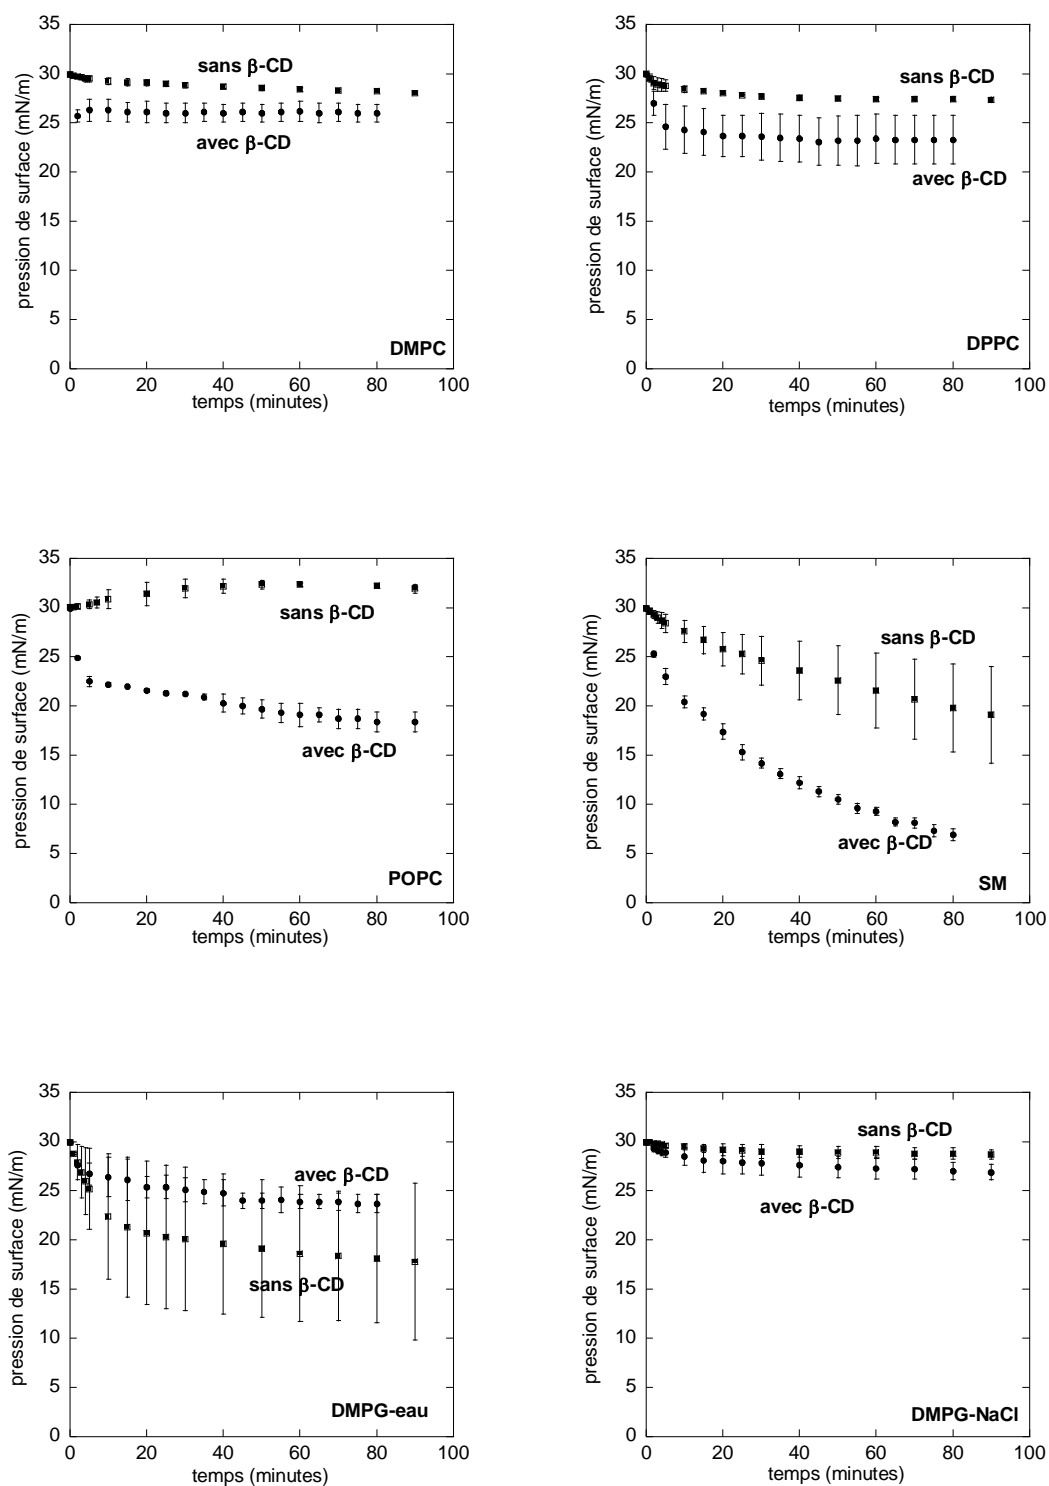 35
30
25
20
15
10
5
0
pression de surface (mN/m)
sans β-CD
avec β-CD
DMPC
0 20 40 60 80 100
temps (minutes)
35
30
25
20
15
10
5
0
pression de surface (mN/m)
sans β-CD
avec β-CD
DPPC
0 20 40 60 80 100
temps (minutes)
35
30
25
20
15
10
5
0
pression de surface (mN/m)
sans β-CD
avec β-CD
POPC
0 20 40 60 80 100
temps (minutes)
35
30
25
20
15
10
5
0
pression de surface (mN/m)
sans β-CD
avec β-CD
SM
0 20 40 60 80 100
temps (minutes)
35
30
25
20
15
10
5
0
pression de surface (mN/m)
avec β-CD
sans β-CD
DMPG-eau
0 20 40 60 80 100
temps (minutes)
35
30
25
20
15
10
5
0
pression de surface (mN/m)
sans β-CD
avec β-CD
DMPG-NaCl
0 20 40 60 80 100
temps (minutes)